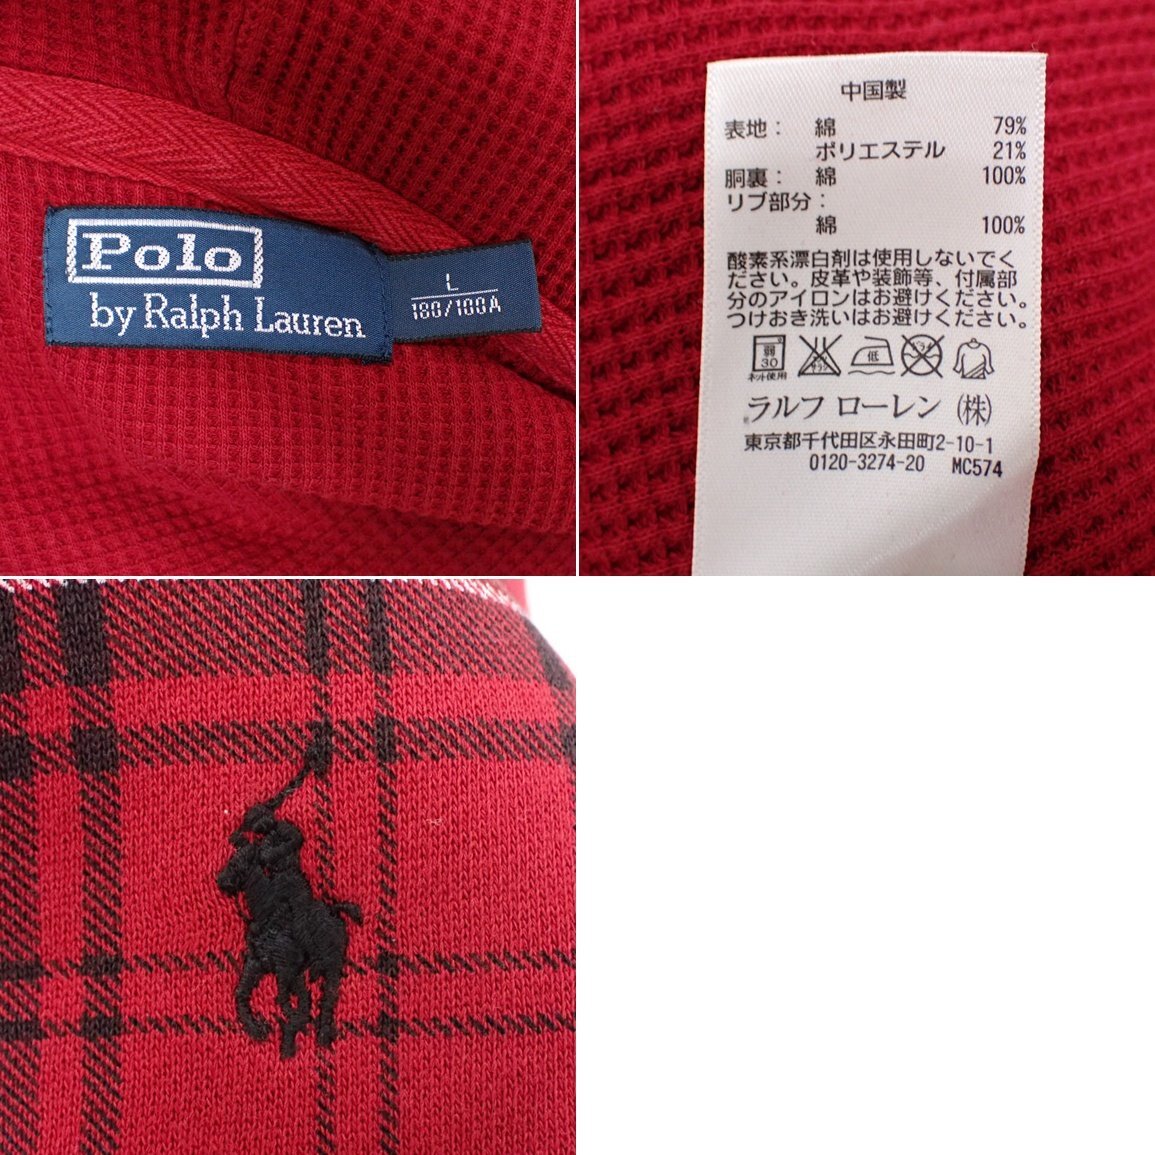 Polo
by Ralph Lauren
L
180/100A
中国製
表地： 綿 79%
ポリエステル 21%
胴裏： 綿 100%
リブ部分：
綿 100%
酸素系漂白剤は使用しないでく
ださい。皮革や装飾等、付属部
分のアイロンはお避けください。
つけおき洗いはお避けください。
弱 低
30
ネット使用
ラルフ ローレン (株)
東京都千代田区永田町2-10-1
0120-3274-20 MC574